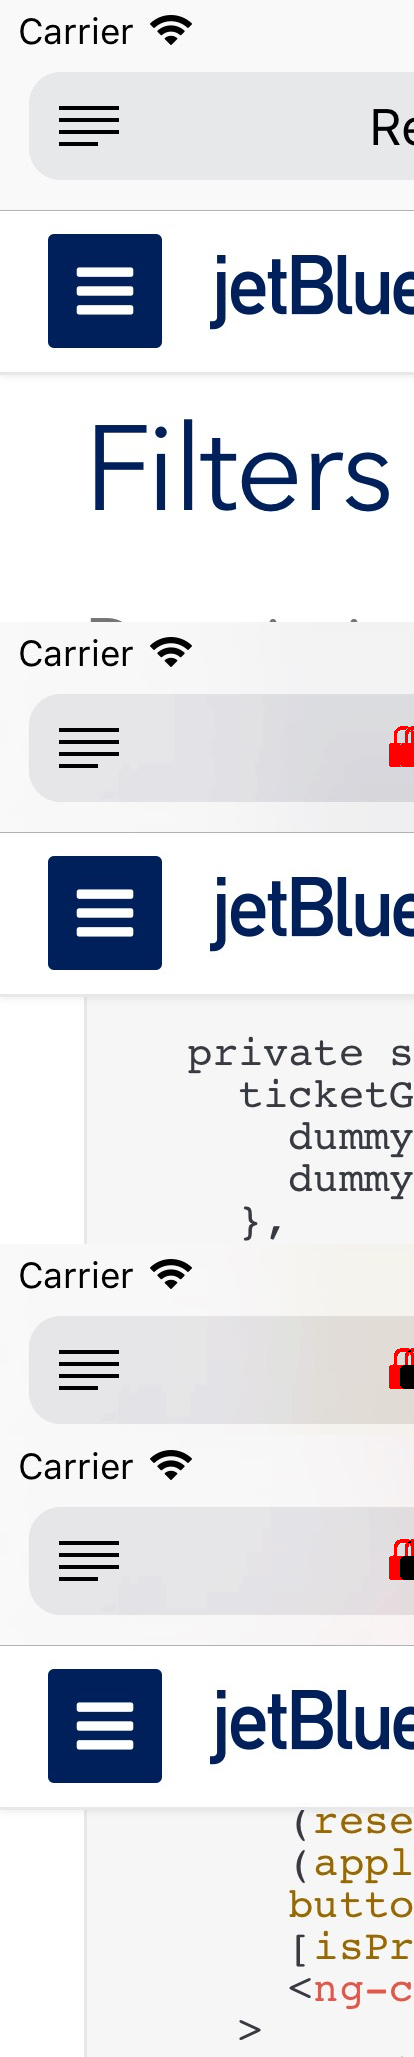 Carrier
Re
jetBlue
Filters
Carrier
jetBlue
private s
ticketG
dummy
dummy
},
Carrier
Carrier
jetBlue
(rese
(appl
butto
[isPr
<ng-c
>